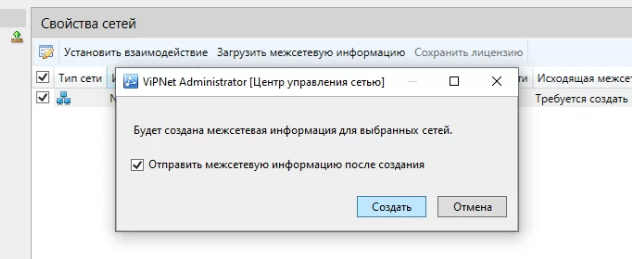 Свойства сетей
Установить взаимодействие Загрузить межсетевую информацию Сохранить лицензию
Тип сети Исходящая межсет
Требуется создать
ViPNet Administrator [Центр управления сетью]
Будет создана межсетевая информация для выбранных сетей.
Отправить межсетевую информацию после создания
Создать Отмена